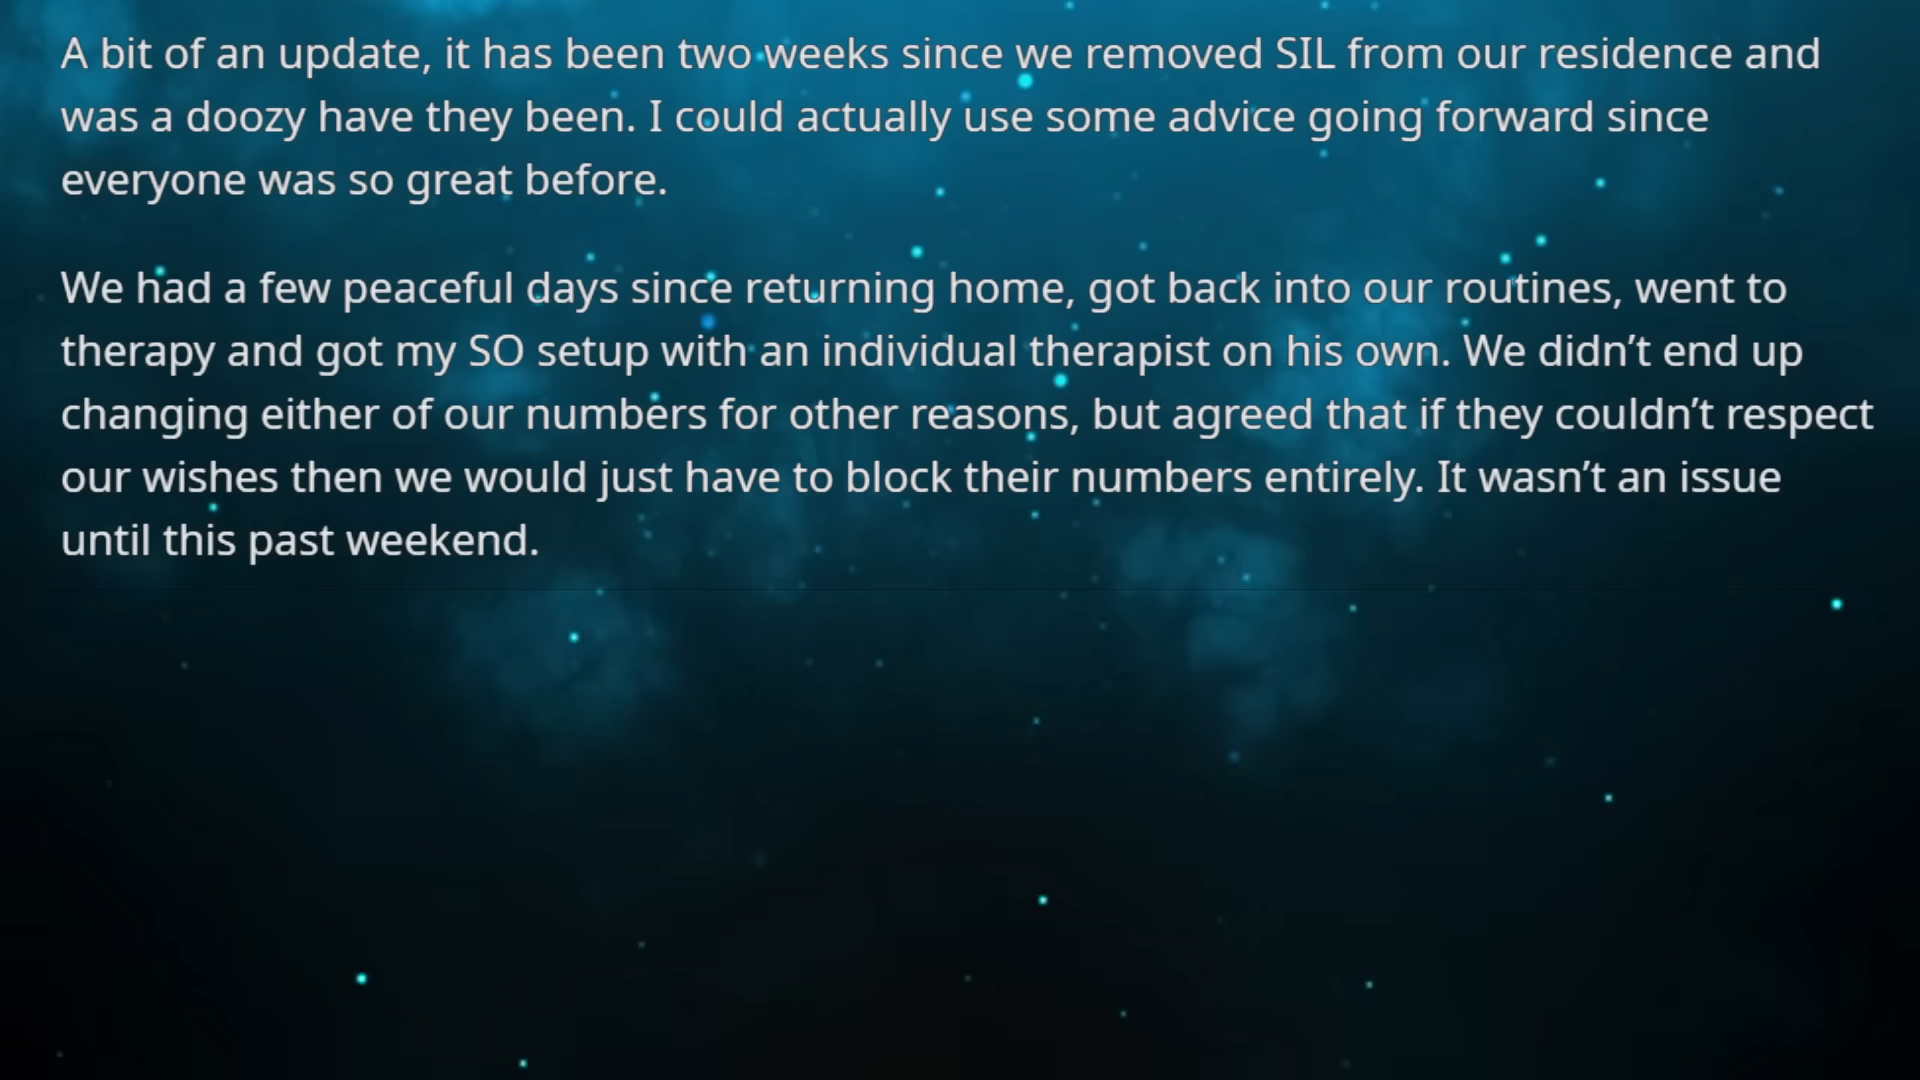 A bit of an update, it has been two weeks since we removed SIL from our residence and
was a doozy have they been. I could actually use some advice going forward since
everyone was so great before.
We had a few peaceful days since returning home, got back into our routines, went to
therapy and got my SO setup with an individual therapist on his own. We didn’t end up
changing either of our numbers for other reasons, but agreed that if they couldn’t respect
our wishes then we would just have to block their numbers entirely. It wasn’t an issue
until this past weekend.